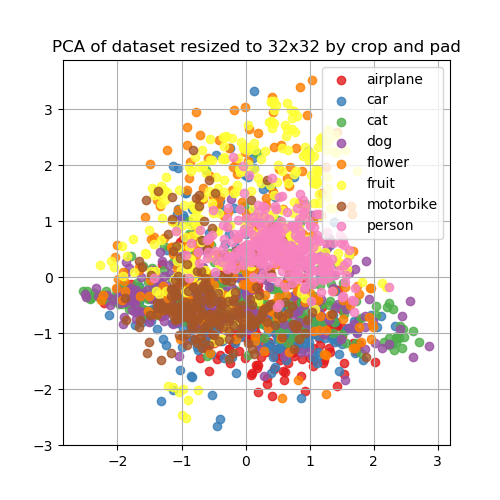 PCA of dataset resized to 32x32 by crop and pad
airplane
car
cat
dog
flower
fruit
motorbike
person
3
2
1
0
−1
−2
−3
−2 −1 0 1 2 3